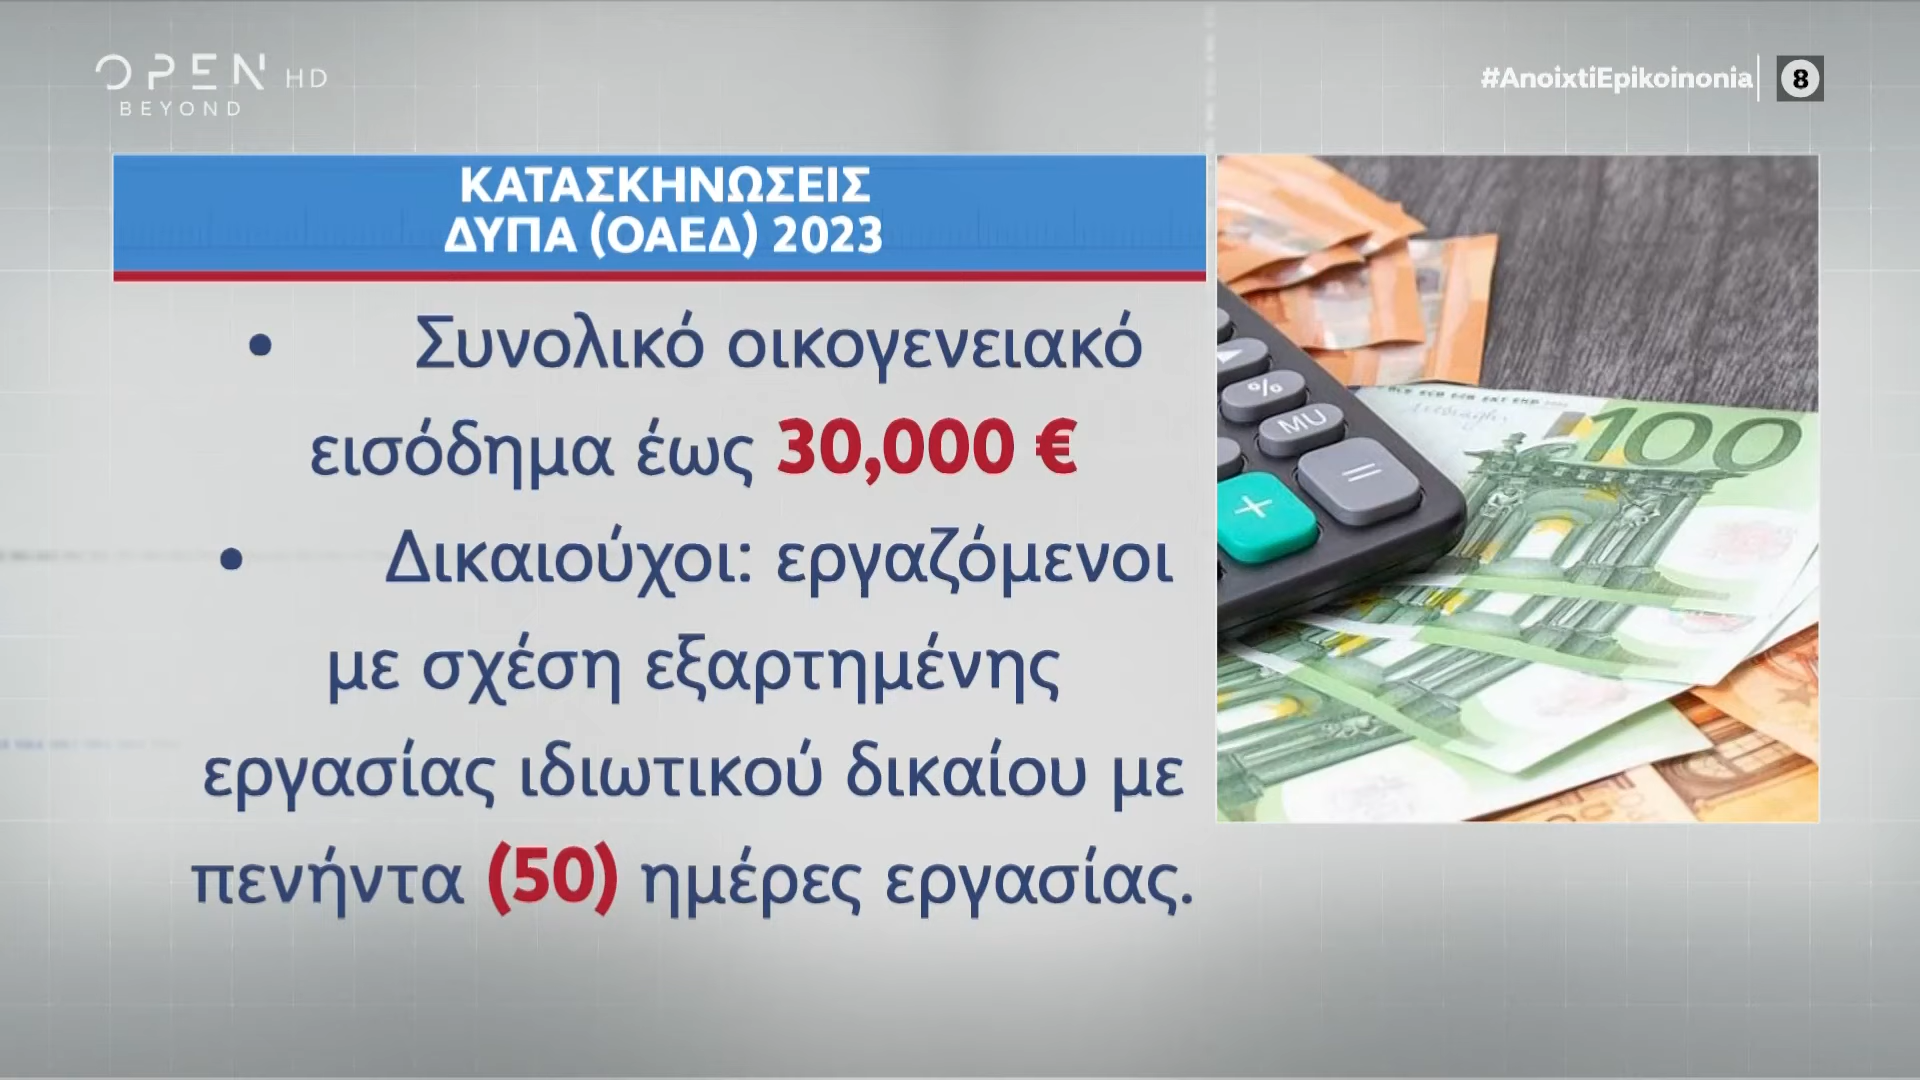 OPEN HD
BEYOND
#AnoixtiEpikoinonia
8
ΚΑΤΑΣΚΗΝΩΣΕΙΣ
ΔΥΠΑ (ΟΑΕΔ) 2023
• Συνολικό οικογενειακό
εισόδημα έως 30,000 €
• Δικαιούχοι: εργαζόμενοι
με σχέση εξαρτημένης
εργασίας ιδιωτικού δικαίου με
πενήντα (50) ημέρες εργασίας.
%
MU
=
+
100